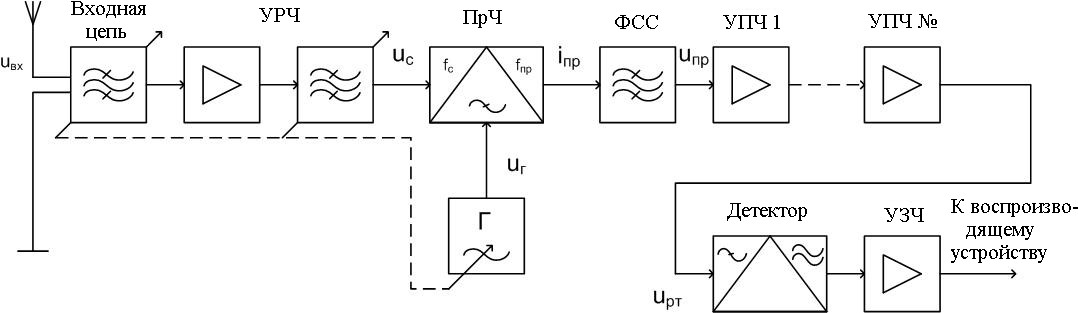 Входная
цепь
УРЧ
ПрЧ
ФСС
УПЧ 1
УПЧ №
uвх
uс
fс
fпр
iпр
uпр
uг
Г
Детектор
УЗЧ
К воспроизво-
дящему
устройству
uрт